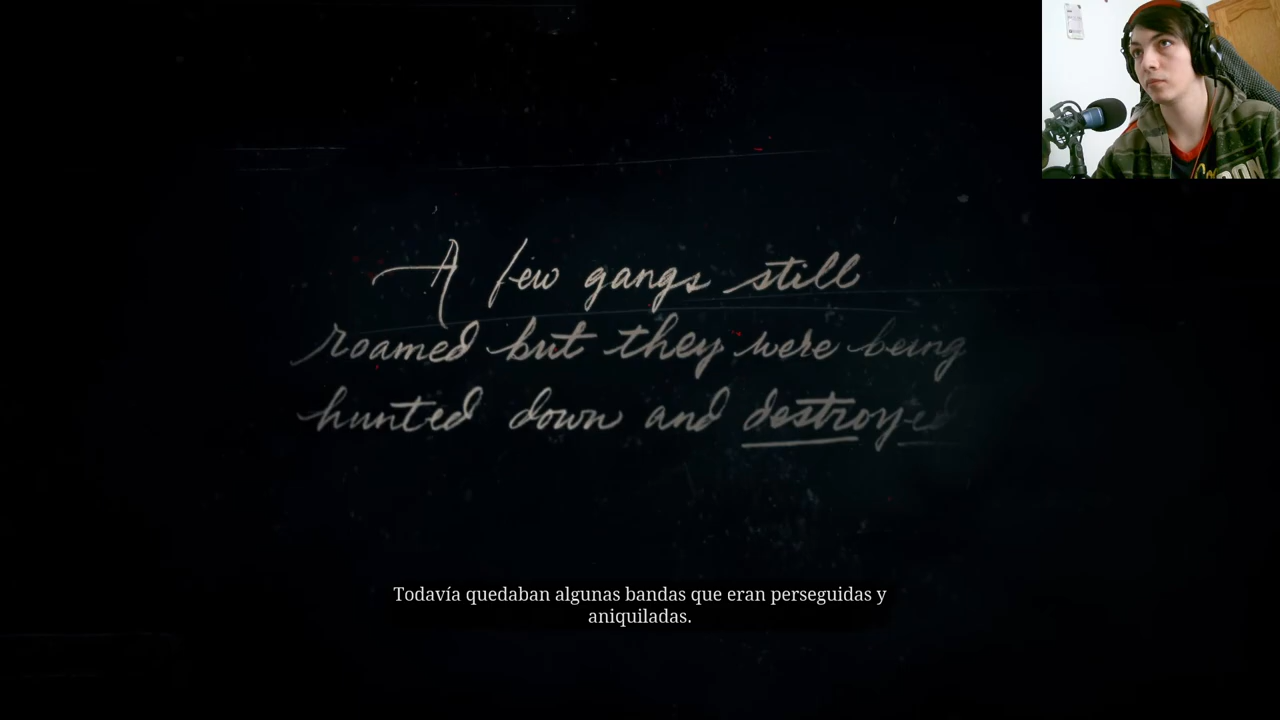 A few gangs still
roamed but they were being
hunted down and destroyed
Todavía quedaban algunas bandas que eran perseguidas y
aniquiladas.